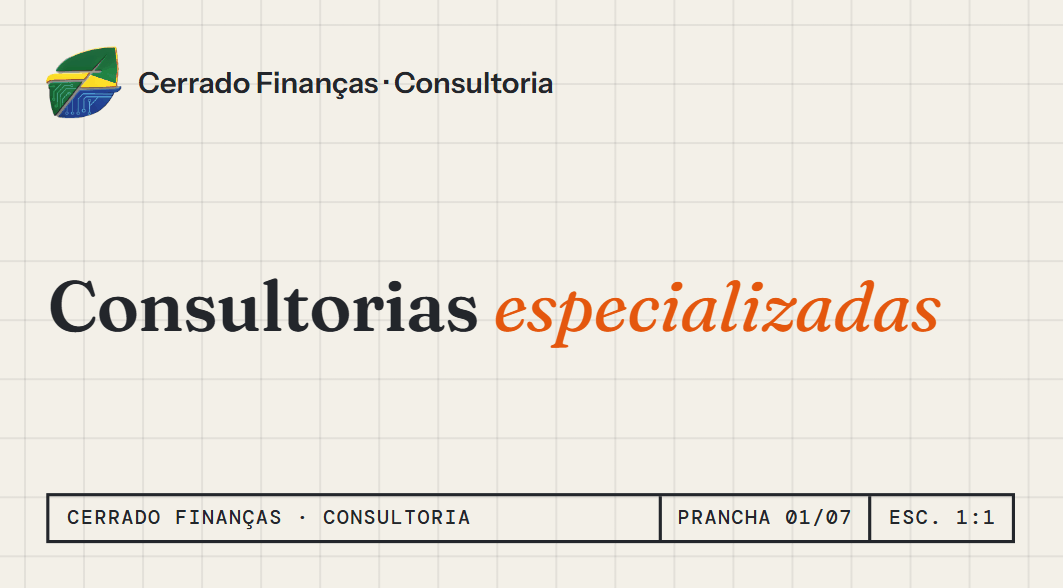 Cerrado Finanças · Consultoria
Consultorias especializadas
CERRADO FINANÇAS · CONSULTORIA PRANCHA 01/07 ESC. 1:1